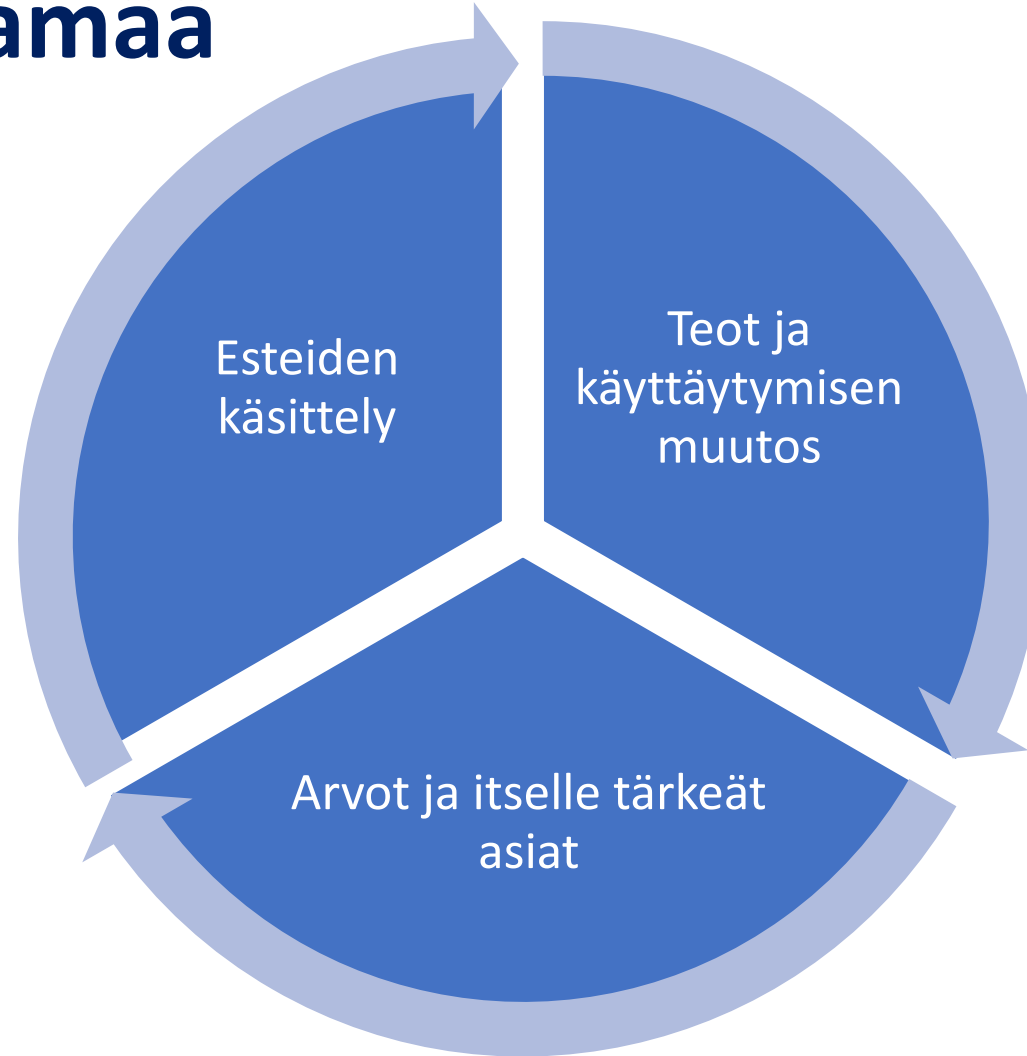 amaa
Esteiden
käsittely
Teot ja
käyttäytymisen
muutos
Arvot ja itselle tärkeät
asiat